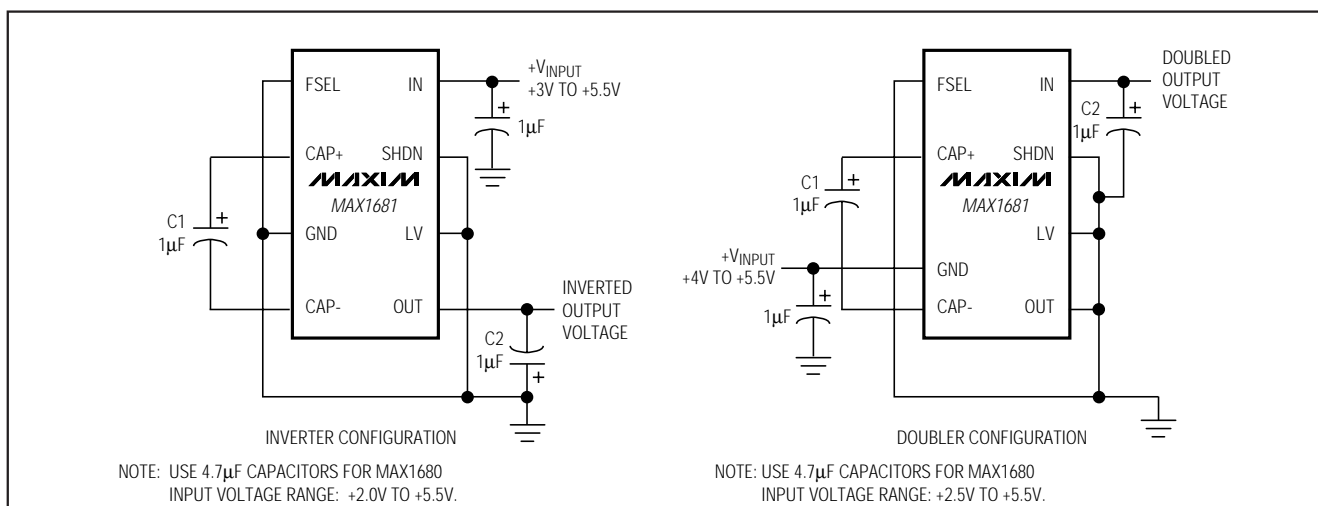 FSEL
IN
+VINPUT
+3V TO +5.5V
+
1µF
CAP+
SHDN
MAXIM
MAX1681
C1
1µF
+
GND
LV
CAP-
OUT
INVERTED
OUTPUT
VOLTAGE
C2
1µF
+
INVERTER CONFIGURATION
NOTE: USE 4.7µF CAPACITORS FOR MAX1680
INPUT VOLTAGE RANGE: +2.0V TO +5.5V.
FSEL
IN
DOUBLED
OUTPUT
VOLTAGE
C2
1µF
+
CAP+
SHDN
MAXIM
MAX1681
C1
1µF
+
LV
+VINPUT
+4V TO +5.5V
GND
+
1µF
CAP-
OUT
DOUBLER CONFIGURATION
NOTE: USE 4.7µF CAPACITORS FOR MAX1680
INPUT VOLTAGE RANGE: +2.5V TO +5.5V.